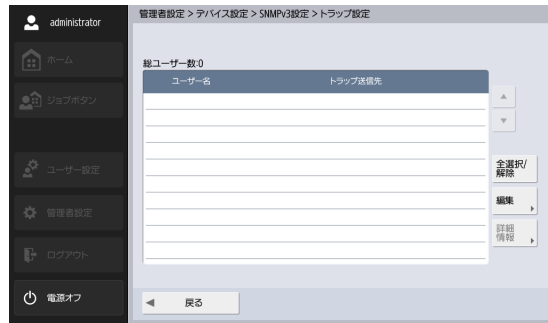 administrator
管理者設定 > デバイス設定 > SNMPv3設定 > トラップ設定
ホーム
ジョブボタン
ユーザー設定
管理者設定
ログアウト
電源オフ
総ユーザー数:0
ユーザー名 トラップ送信先
全選択/
解除
編集
詳細
情報
戻る